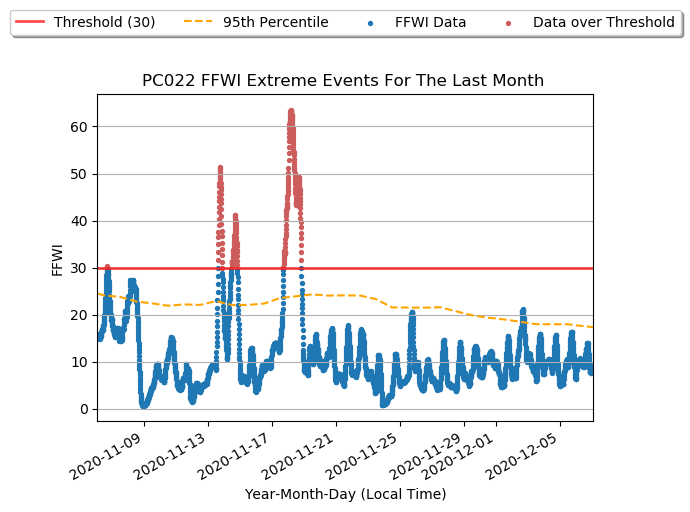 Threshold (30) 95th Percentile FFWI Data Data over Threshold
PC022 FFWI Extreme Events For The Last Month
60
50
40
30
20
10
0
FFWI
2020-11-09 2020-11-13 2020-11-17 2020-11-21 2020-11-25 2020-11-29 2020-12-01 2020-12-05
Year-Month-Day (Local Time)